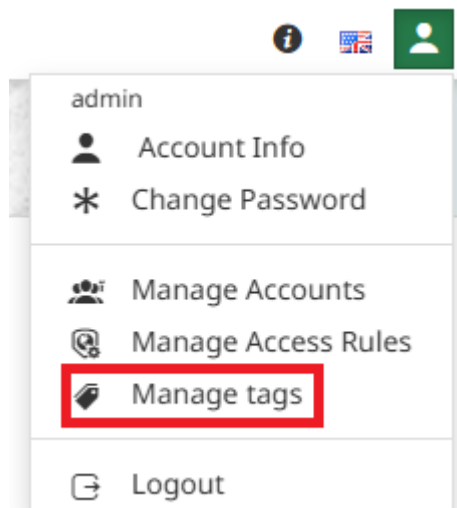 admin
Account Info
Change Password
Manage Accounts
Manage Access Rules
Manage tags
Logout